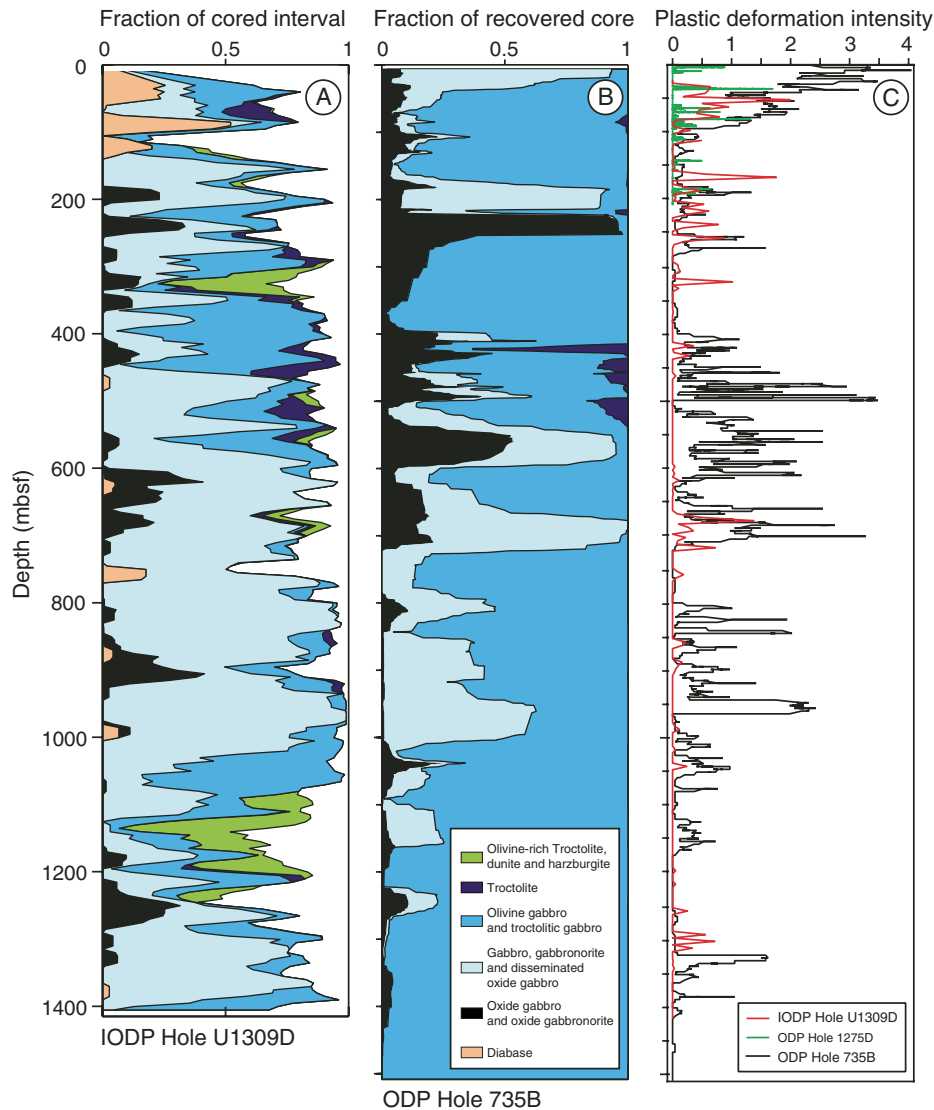 Fraction of cored interval
0 0.5 1
A
Depth (mbsf)
0
200
400
600
800
1000
1200
1400
IODP Hole U1309D
Fraction of recovered core
0 0.5 1
B
Olivine-rich Troctolite,
dunite and harzburgite
Troctolite
Olivine gabbro
and troctolitic gabbro
Gabbro, gabbronorite
and disseminated
oxide gabbro
Oxide gabbro
and oxide gabbronorite
Diabase
ODP Hole 735B
Plastic deformation intensity
0 1 2 3 4
C
IODP Hole U1309D
ODP Hole 1275D
ODP Hole 735B